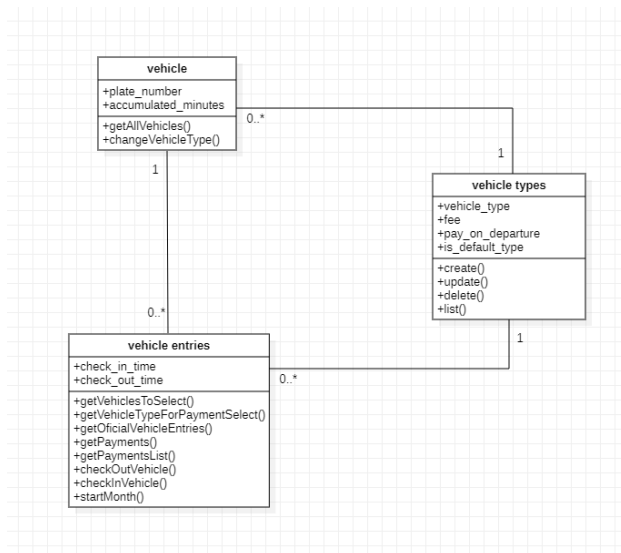 vehicle
+plate_number
+accumulated_minutes
+getAllVehicles()
+changeVehicleType()
0..*
1
1
vehicle types
+vehicle_type
+fee
+pay_on_departure
+is_default_type
+create()
+update()
+delete()
+list()
0..*
1
vehicle entries
+check_in_time
+check_out_time
0..*
+getVehiclesToSelect()
+getVehicleTypeForPaymentSelect()
+getOficialVehicleEntries()
+getPayments()
+getPaymentsList()
+checkOutVehicle()
+checkInVehicle()
+startMonth()